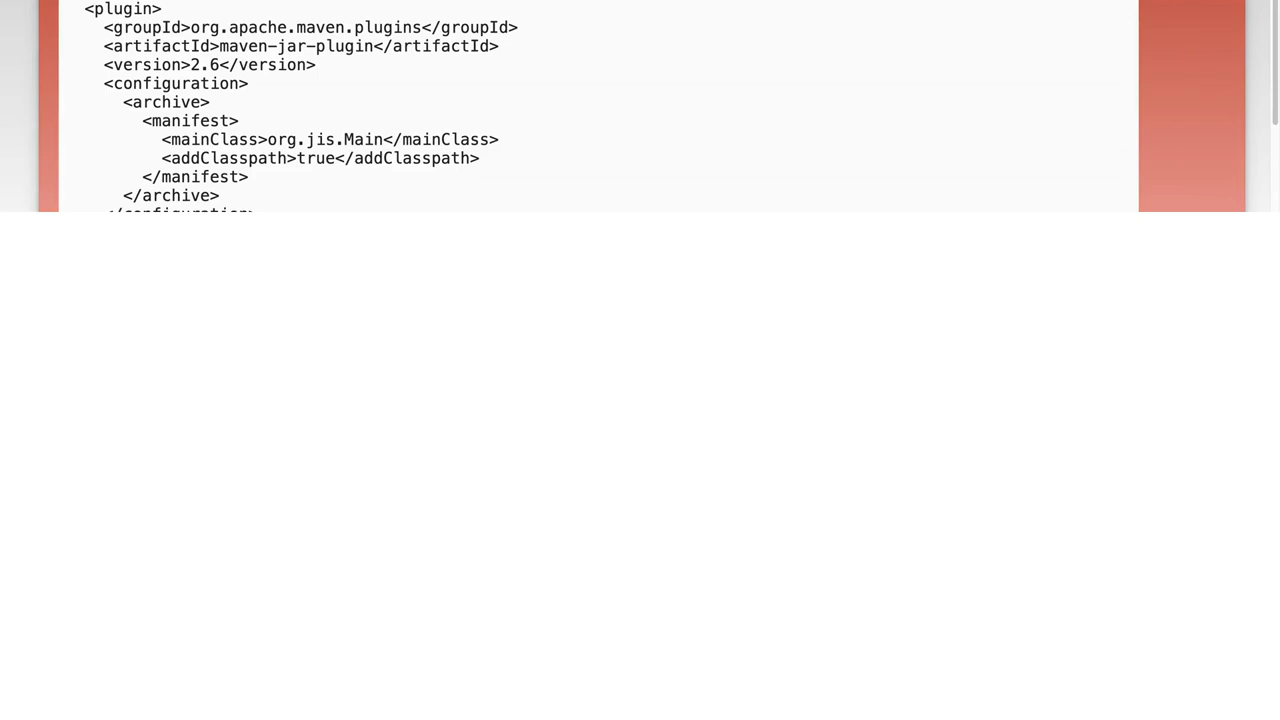 <plugin>
<groupId>org.apache.maven.plugins</groupId>
<artifactId>maven-jar-plugin</artifactId>
<version>2.6</version>
<configuration>
<archive>
<manifest>
<mainClass>org.jis.Main</mainClass>
<addClasspath>true</addClasspath>
</manifest>
</archive>
</configuration>